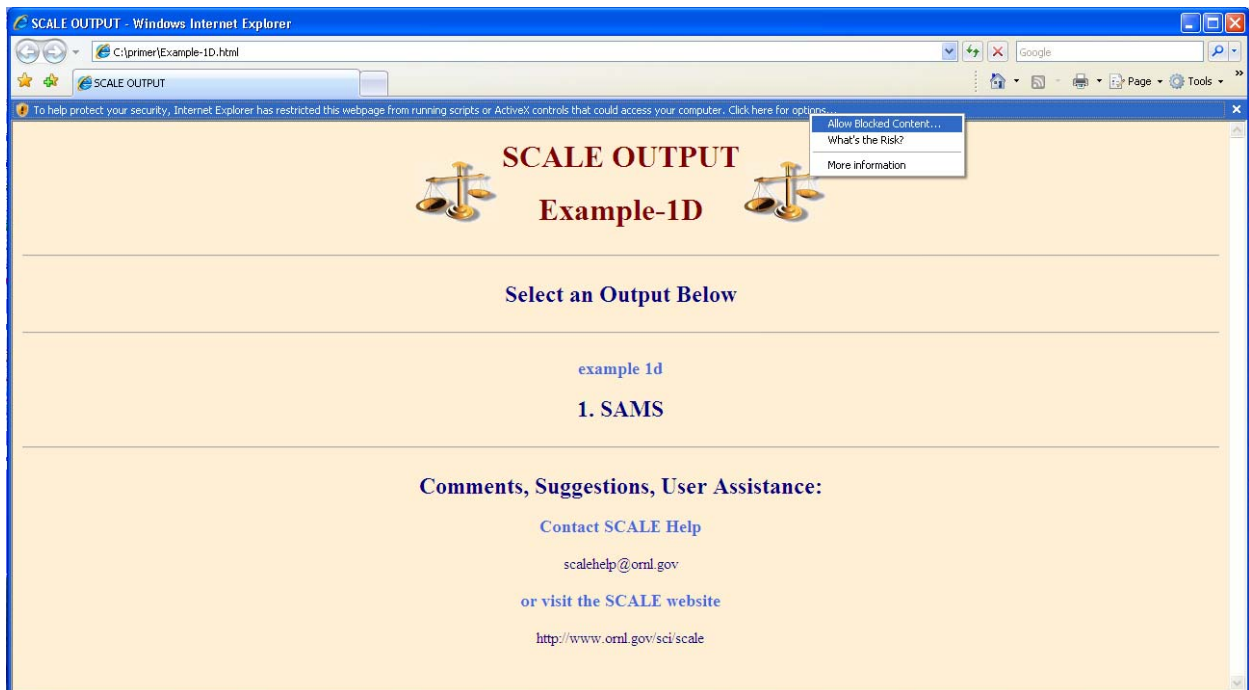 SCALE OUTPUT - Windows Internet Explorer
C:\primer\Example-1D.html
Google
SCALE OUTPUT
Page
Tools
To help protect your security, Internet Explorer has restricted this webpage from running scripts or ActiveX controls that could access your computer. Click here for options...
Allow Blocked Content...
What's the Risk?
More information
SCALE OUTPUT
Example-1D
Select an Output Below
example 1d
1. SAMS
Comments, Suggestions, User Assistance:
Contact SCALE Help
scalehelp@ornl.gov
or visit the SCALE website
http://www.ornl.gov/sci/scale